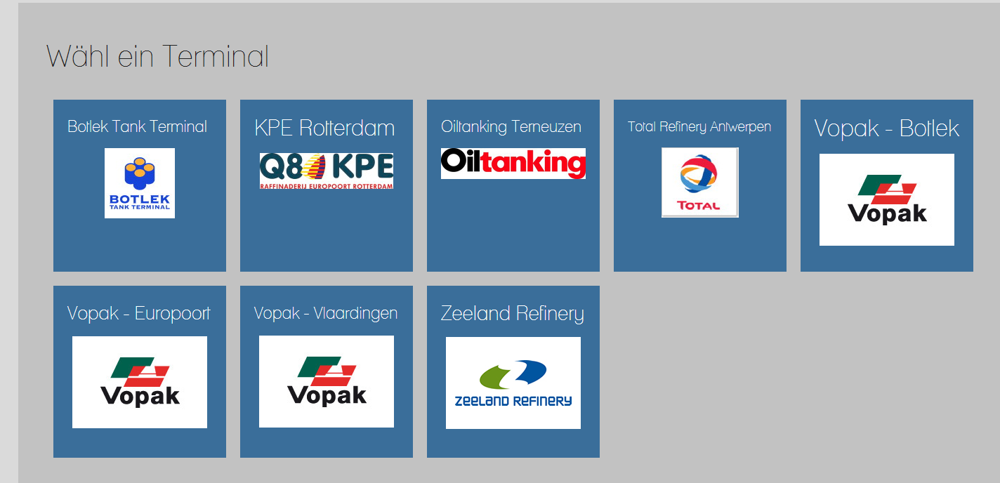 Wähl ein Terminal
Botlek Tank Terminal
BOTLEK
TANK TERMINAL
KPE Rotterdam
Q8 KPE
RAFFINADERIJ EUROPOORT ROTTERDAM
Oiltanking Terneuzen
Oiltanking
Total Refinery Antwerpen
TOTAL
Vopak - Botlek
Vopak
Vopak - Europoort
Vopak
Vopak - Vlaardingen
Vopak
Zeeland Refinery
ZEELAND REFINERY